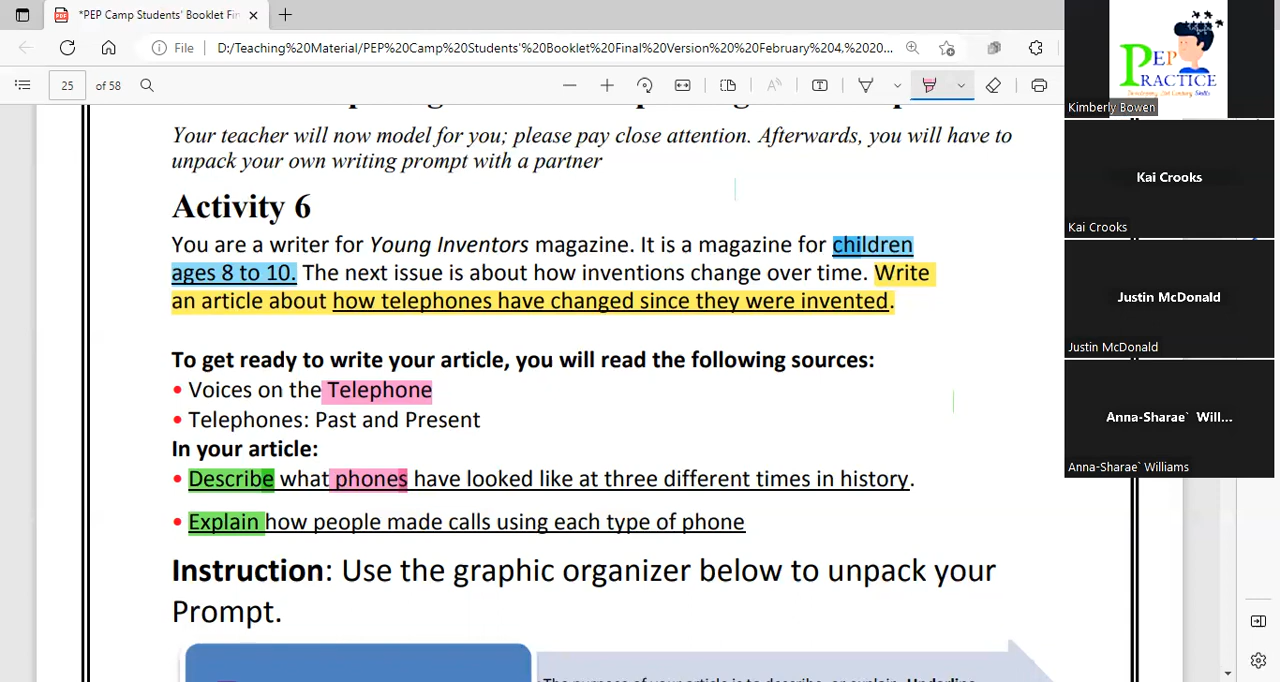 *PEP Camp Students' Booklet Fin
File
D:/Teaching%20Material/PEP%20Camp%20Students'%20Booklet%20Final%20Version%20%20February%204,%2020...
25 of 58
Your teacher will now model for you; please pay close attention. Afterwards, you will have to
unpack your own writing prompt with a partner
Activity 6
You are a writer for Young Inventors magazine. It is a magazine for children
ages 8 to 10. The next issue is about how inventions change over time. Write
an article about how telephones have changed since they were invented.
To get ready to write your article, you will read the following sources:
• Voices on the Telephone
• Telephones: Past and Present
In your article:
• Describe what phones have looked like at three different times in history.
• Explain how people made calls using each type of phone
Instruction: Use the graphic organizer below to unpack your
Prompt.
PEP
PRACTICE
Kimberly Bowen
Kai Crooks
Kai Crooks
Justin McDonald
Justin McDonald
Anna-Sharae` Will...
Anna-Sharae` Williams